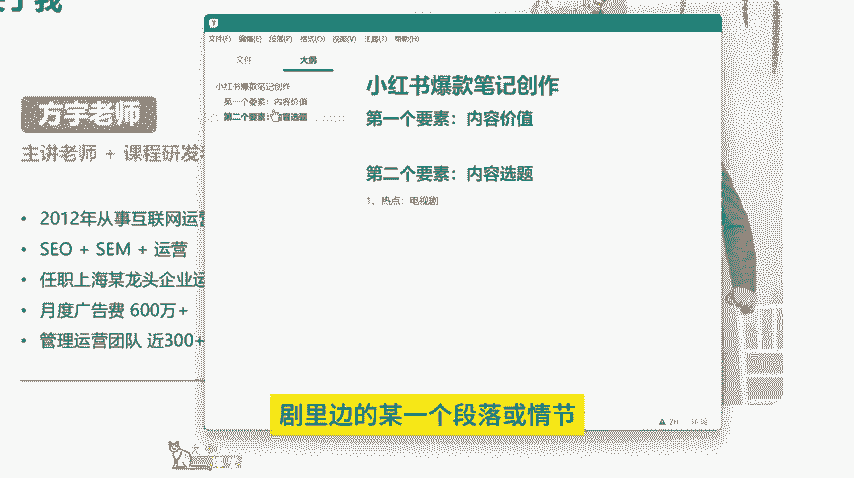 关于我
方宇老师
主讲老师 + 课程研发
• 2012年从事互联网运营
• SEO + SEM + 运营
• 任职上海某龙头企业运
• 月度广告费 600万+
• 管理运营团队 近300+
文件(F) 编辑(E) 段落(P) 格式(O) 视图(V) 主题(T) 帮助(H)
文件
大纲
小红书爆款笔记创作
第一个要素：内容价值
第二个要素：内容选题
小红书爆款笔记创作
第一个要素：内容价值
第二个要素：内容选题
1、热点：电视剧
剧里边的某一个段落或情节